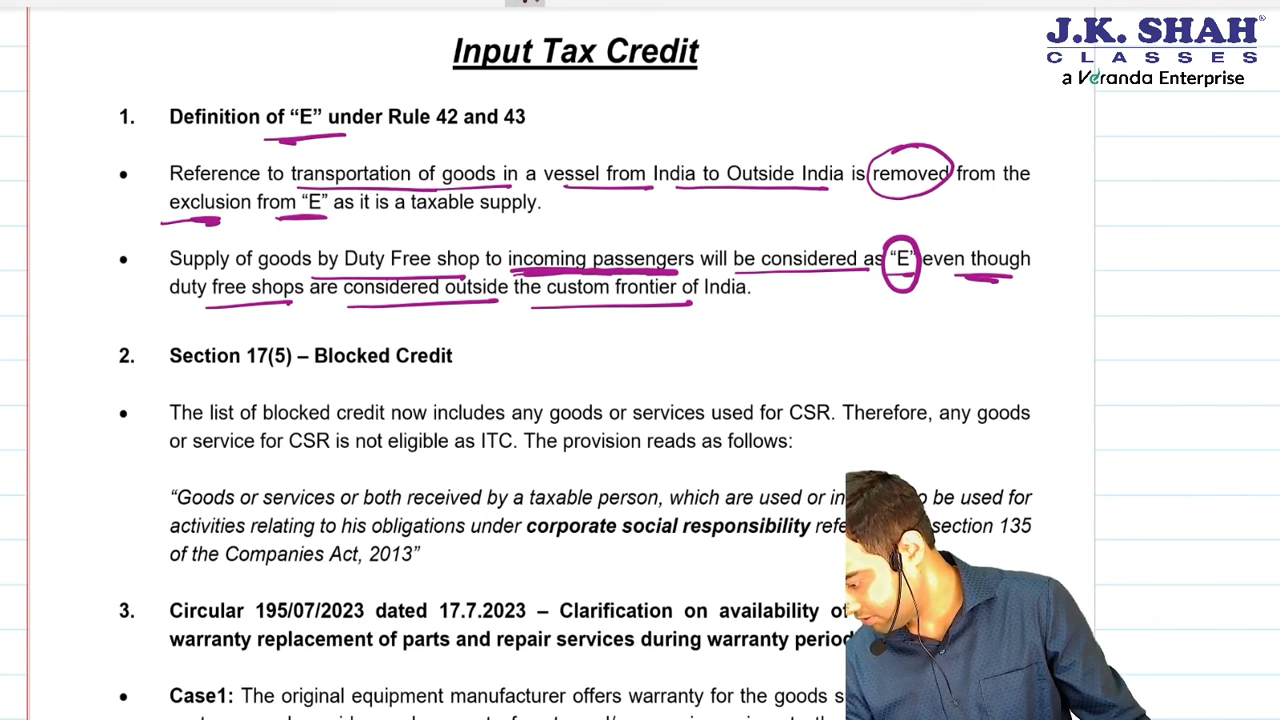 J.K. SHAH®
CLASSES
a Veranda Enterprise
Input Tax Credit
1. Definition of “E” under Rule 42 and 43
• Reference to transportation of goods in a vessel from India to Outside India is removed from the
exclusion from “E” as it is a taxable supply.
• Supply of goods by Duty Free shop to incoming passengers will be considered as “E” even though
duty free shops are considered outside the custom frontier of India.
2. Section 17(5) – Blocked Credit
• The list of blocked credit now includes any goods or services used for CSR. Therefore, any goods
or service for CSR is not eligible as ITC. The provision reads as follows:
“Goods or services or both received by a taxable person, which are used or in be used for
activities relating to his obligations under corporate social responsibility section 135
of the Companies Act, 2013”
3. Circular 195/07/2023 dated 17.7.2023 – Clarification on availability of
warranty replacement of parts and repair services during warranty period
• Case1: The original equipment manufacturer offers warranty for the goods